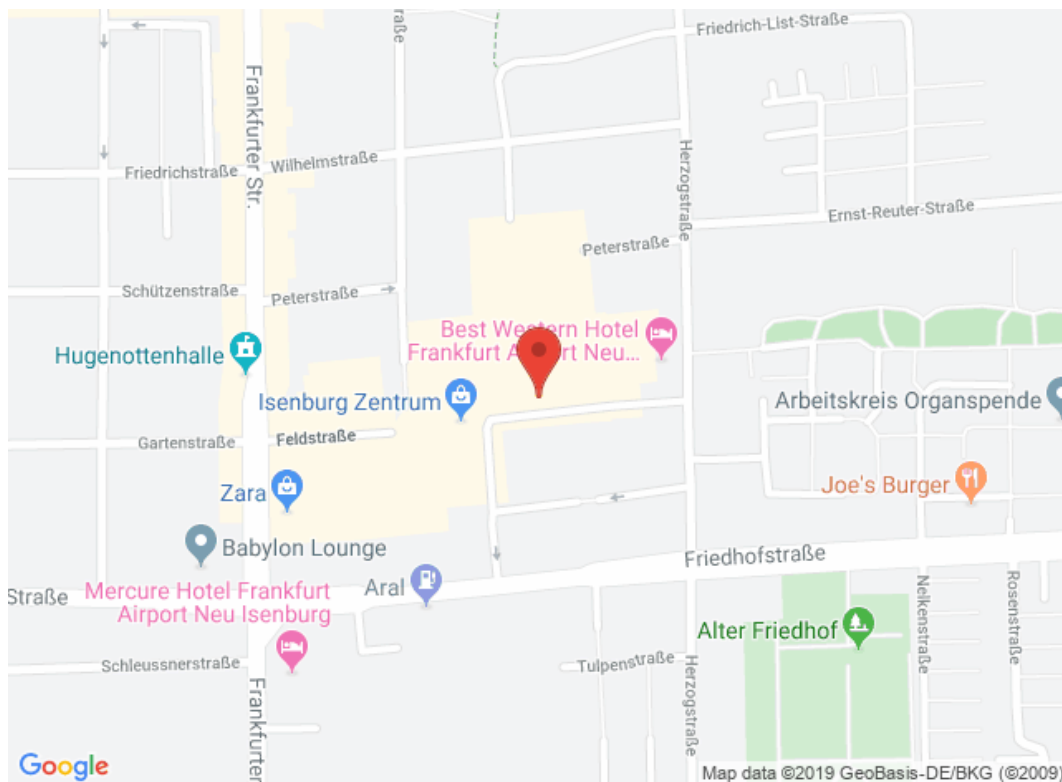 Friedrich-List-Straße
Frankfurter Str.
Wilhelmstraße
Friedrichstraße
Herzogstraße
Ernst-Reuter-Straße
Peterstraße
Schützenstraße
Peterstraße
Best Western Hotel
Frankfurt Airport Neu...
Hugenottenhalle
Isenburg Zentrum
Arbeitskreis Organspende
Gartenstraße
Feldstraße
Joe's Burger
Zara
Babylon Lounge
Friedhofstraße
Aral
Mercure Hotel Frankfurt
Airport Neu Isenburg
Straße
Nelkenstraße
Rosenstraße
Alter Friedhof
Schleussnerstraße
Tulpenstraße
Herzogstraße
Frankfurter
Google
Map data ©2019 GeoBasis-DE/BKG (©2009)